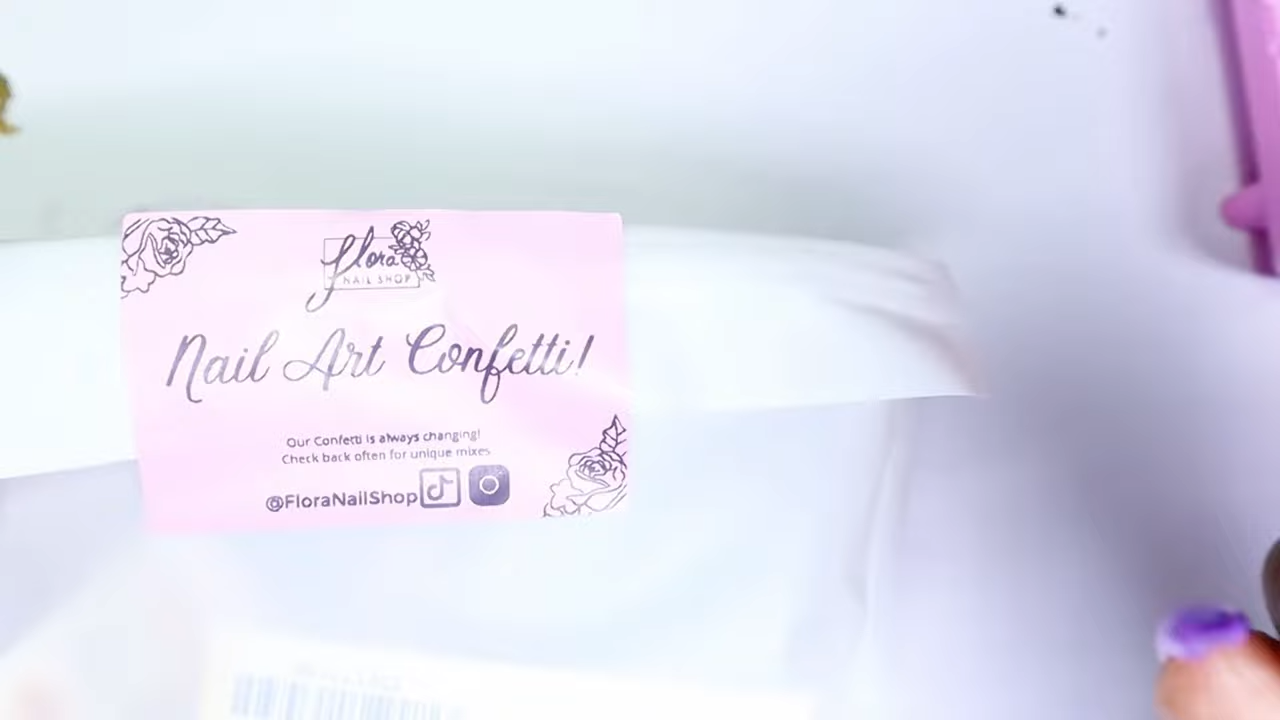 flora
NAIL SHOP
Nail Art Confetti!
Our Confetti is always changing!
Check back often for unique mixes
@FloraNailShop